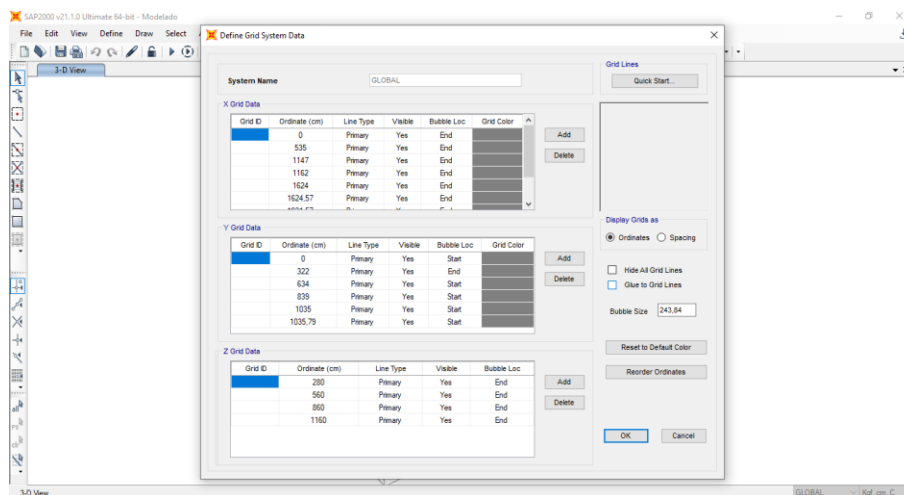 SAP2000 v21.1.0 Ultimate 64-bit - Modelado
File Edit View Define Draw Select
3-D View
Define Grid System Data
System Name GLOBAL
Grid Lines
Quick Start...
X Grid Data
Grid ID Ordinate (cm) Line Type Visible Bubble Loc Grid Color
0 Primary Yes End
535 Primary Yes End
1147 Primary Yes End
1162 Primary Yes End
1624 Primary Yes End
1624,57 Primary Yes End
Add
Delete
Y Grid Data
Grid ID Ordinate (cm) Line Type Visible Bubble Loc Grid Color
0 Primary Yes Start
322 Primary Yes End
634 Primary Yes Start
839 Primary Yes Start
1035 Primary Yes Start
1035,79 Primary Yes Start
Add
Delete
Display Grids as
Ordinates Spacing
Hide All Grid Lines
Glue to Grid Lines
Bubble Size 243,84
Reset to Default Color
Reorder Ordinates
Z Grid Data
Grid ID Ordinate (cm) Line Type Visible Bubble Loc
280 Primary Yes End
560 Primary Yes End
860 Primary Yes End
1160 Primary Yes End
Add
Delete
OK Cancel
3-D View
GLOBAL Kgf, cm, C